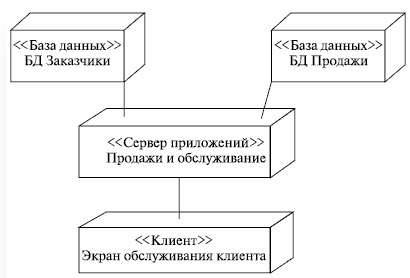 <<База данных>>
БД Заказчики
<<База данных>>
БД Продажи
<<Сервер приложений>>
Продажи и обслуживание
<<Клиент>>
Экран обслуживания клиента